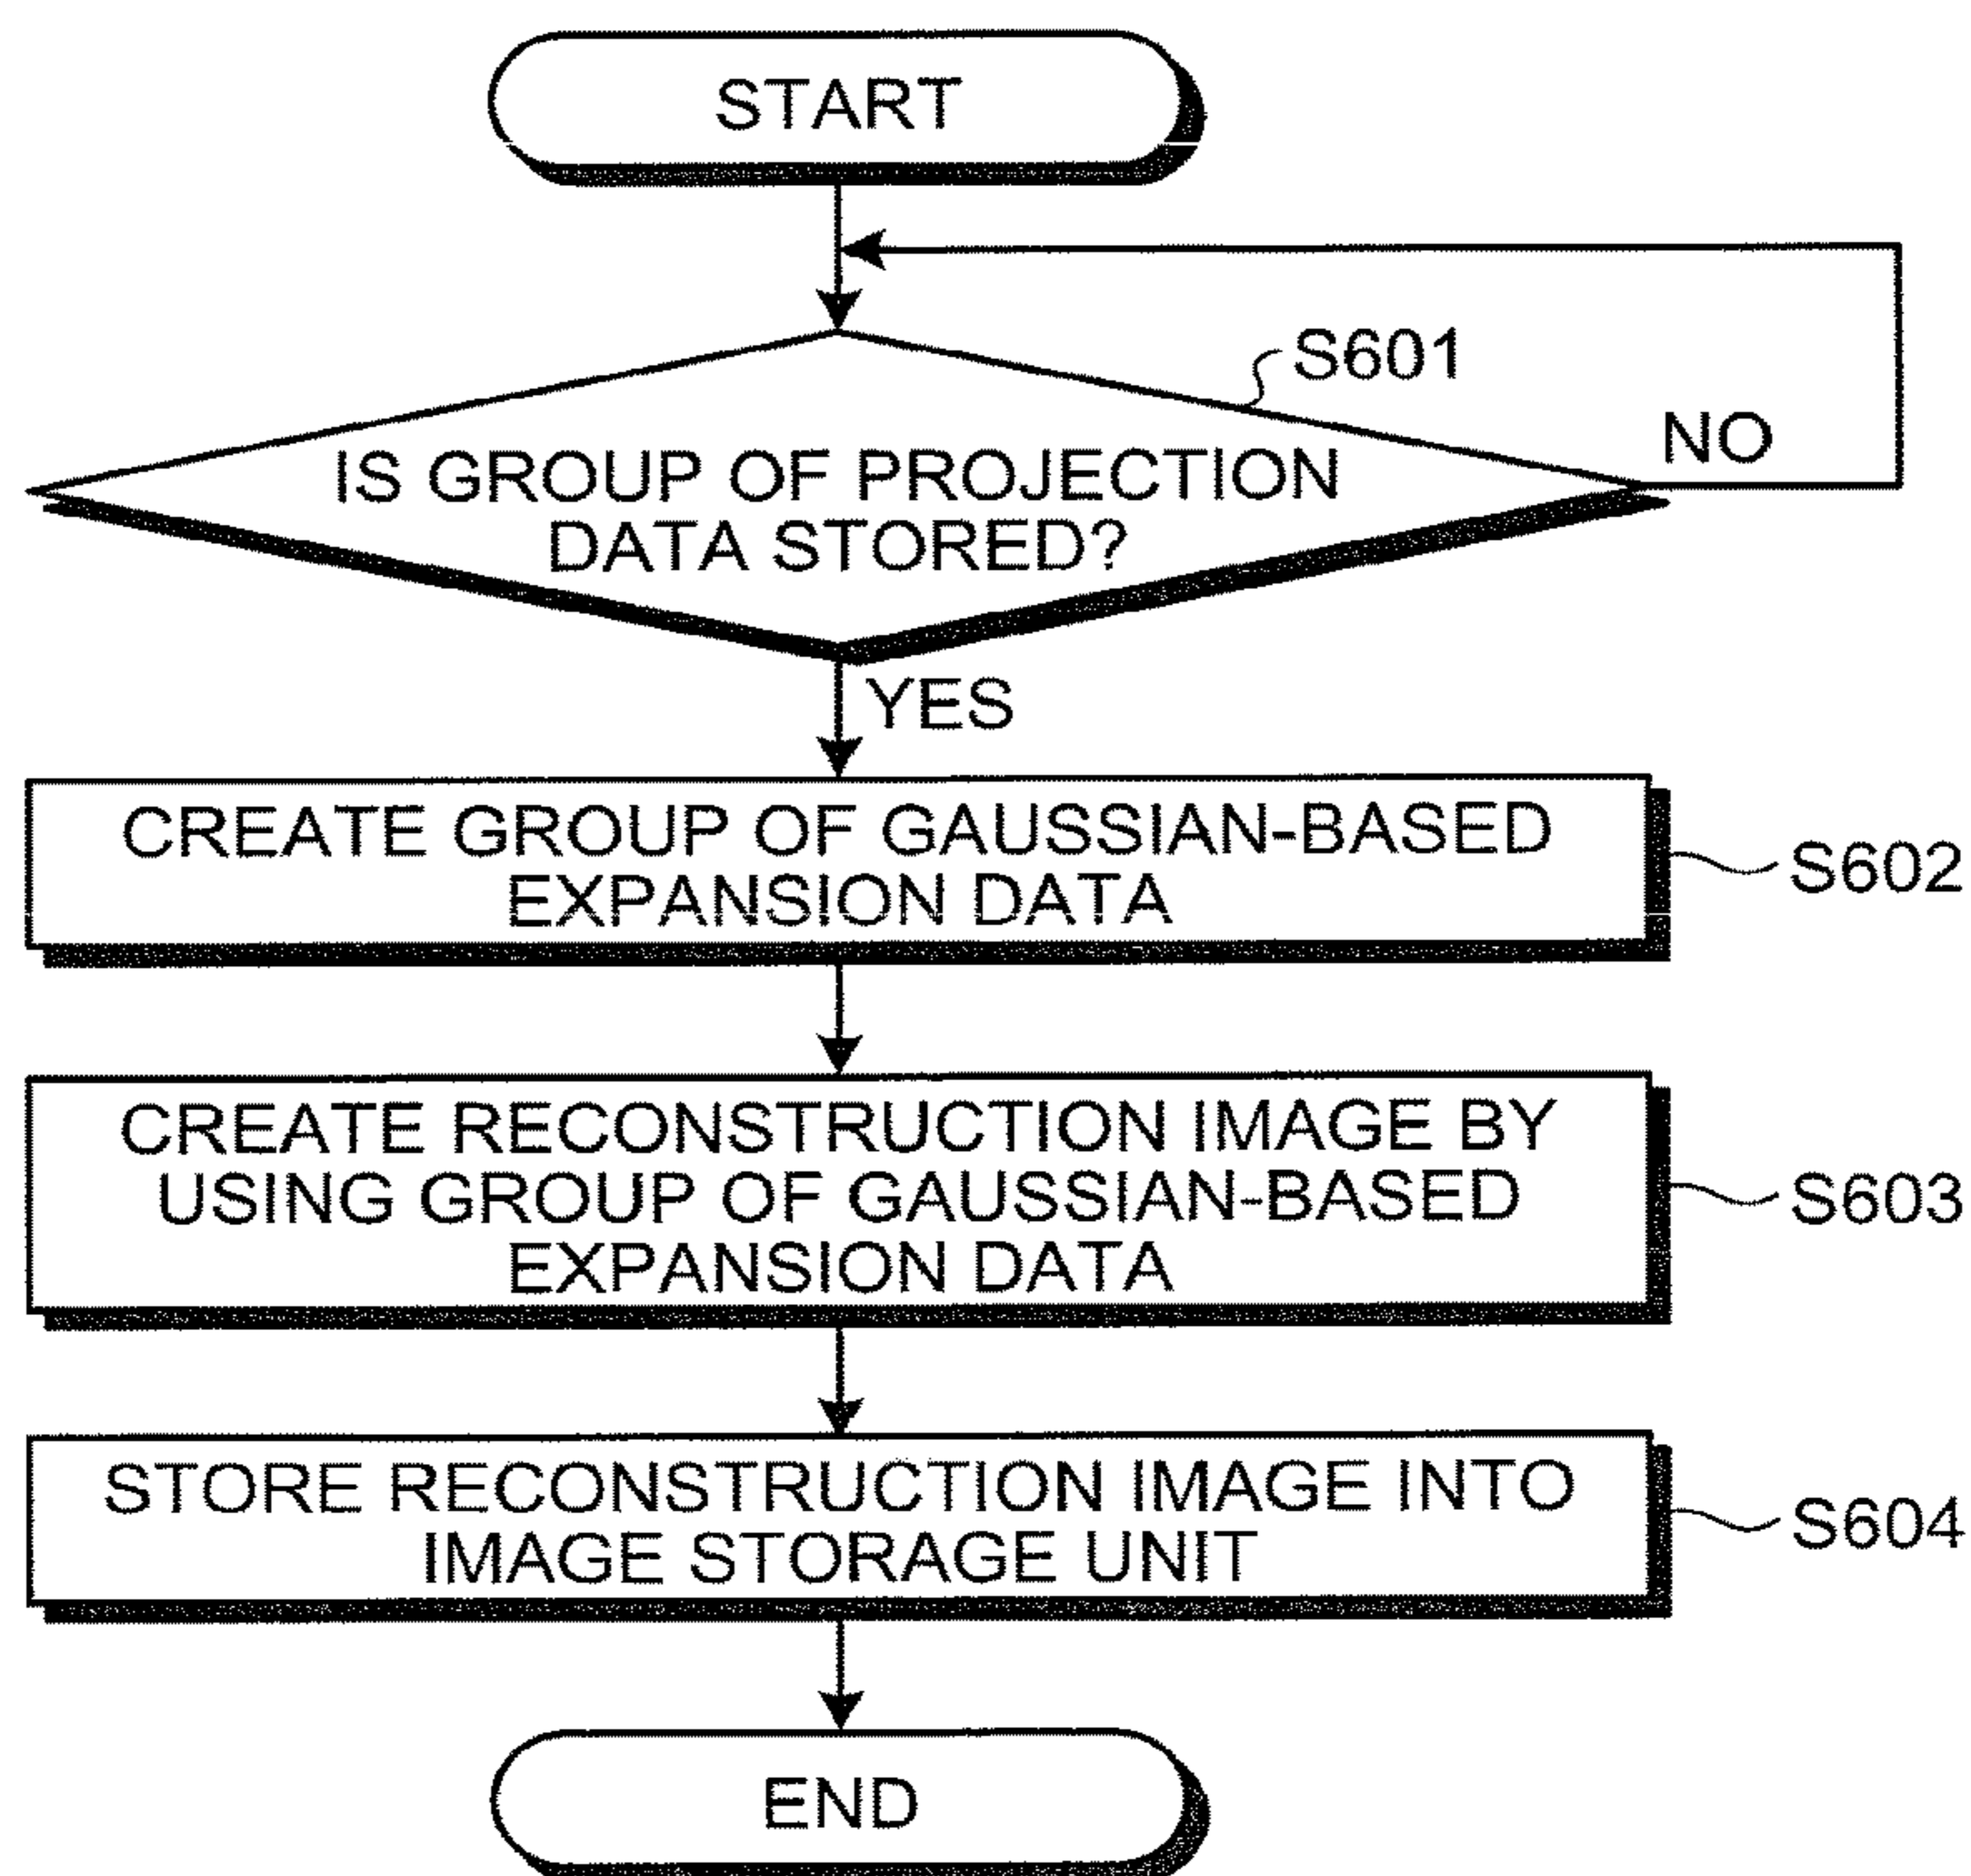 START
S601
NO
IS GROUP OF PROJECTION
DATA STORED?
YES
CREATE GROUP OF GAUSSIAN-BASED
EXPANSION DATA
S602
CREATE RECONSTRUCTION IMAGE BY
USING GROUP OF GAUSSIAN-BASED
EXPANSION DATA
S603
STORE RECONSTRUCTION IMAGE INTO
IMAGE STORAGE UNIT
S604
END